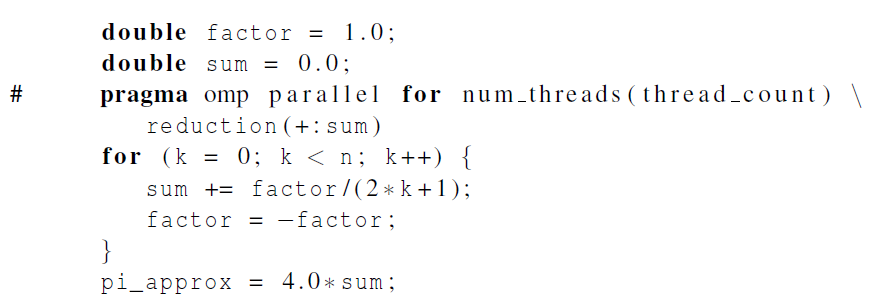 double factor = 1.0;
double sum = 0.0;
# pragma omp parallel for num_threads(thread_count) \
reduction(+:sum)
for (k = 0; k < n; k++) {
sum += factor/(2*k+1);
factor = -factor;
}
pi_approx = 4.0*sum;